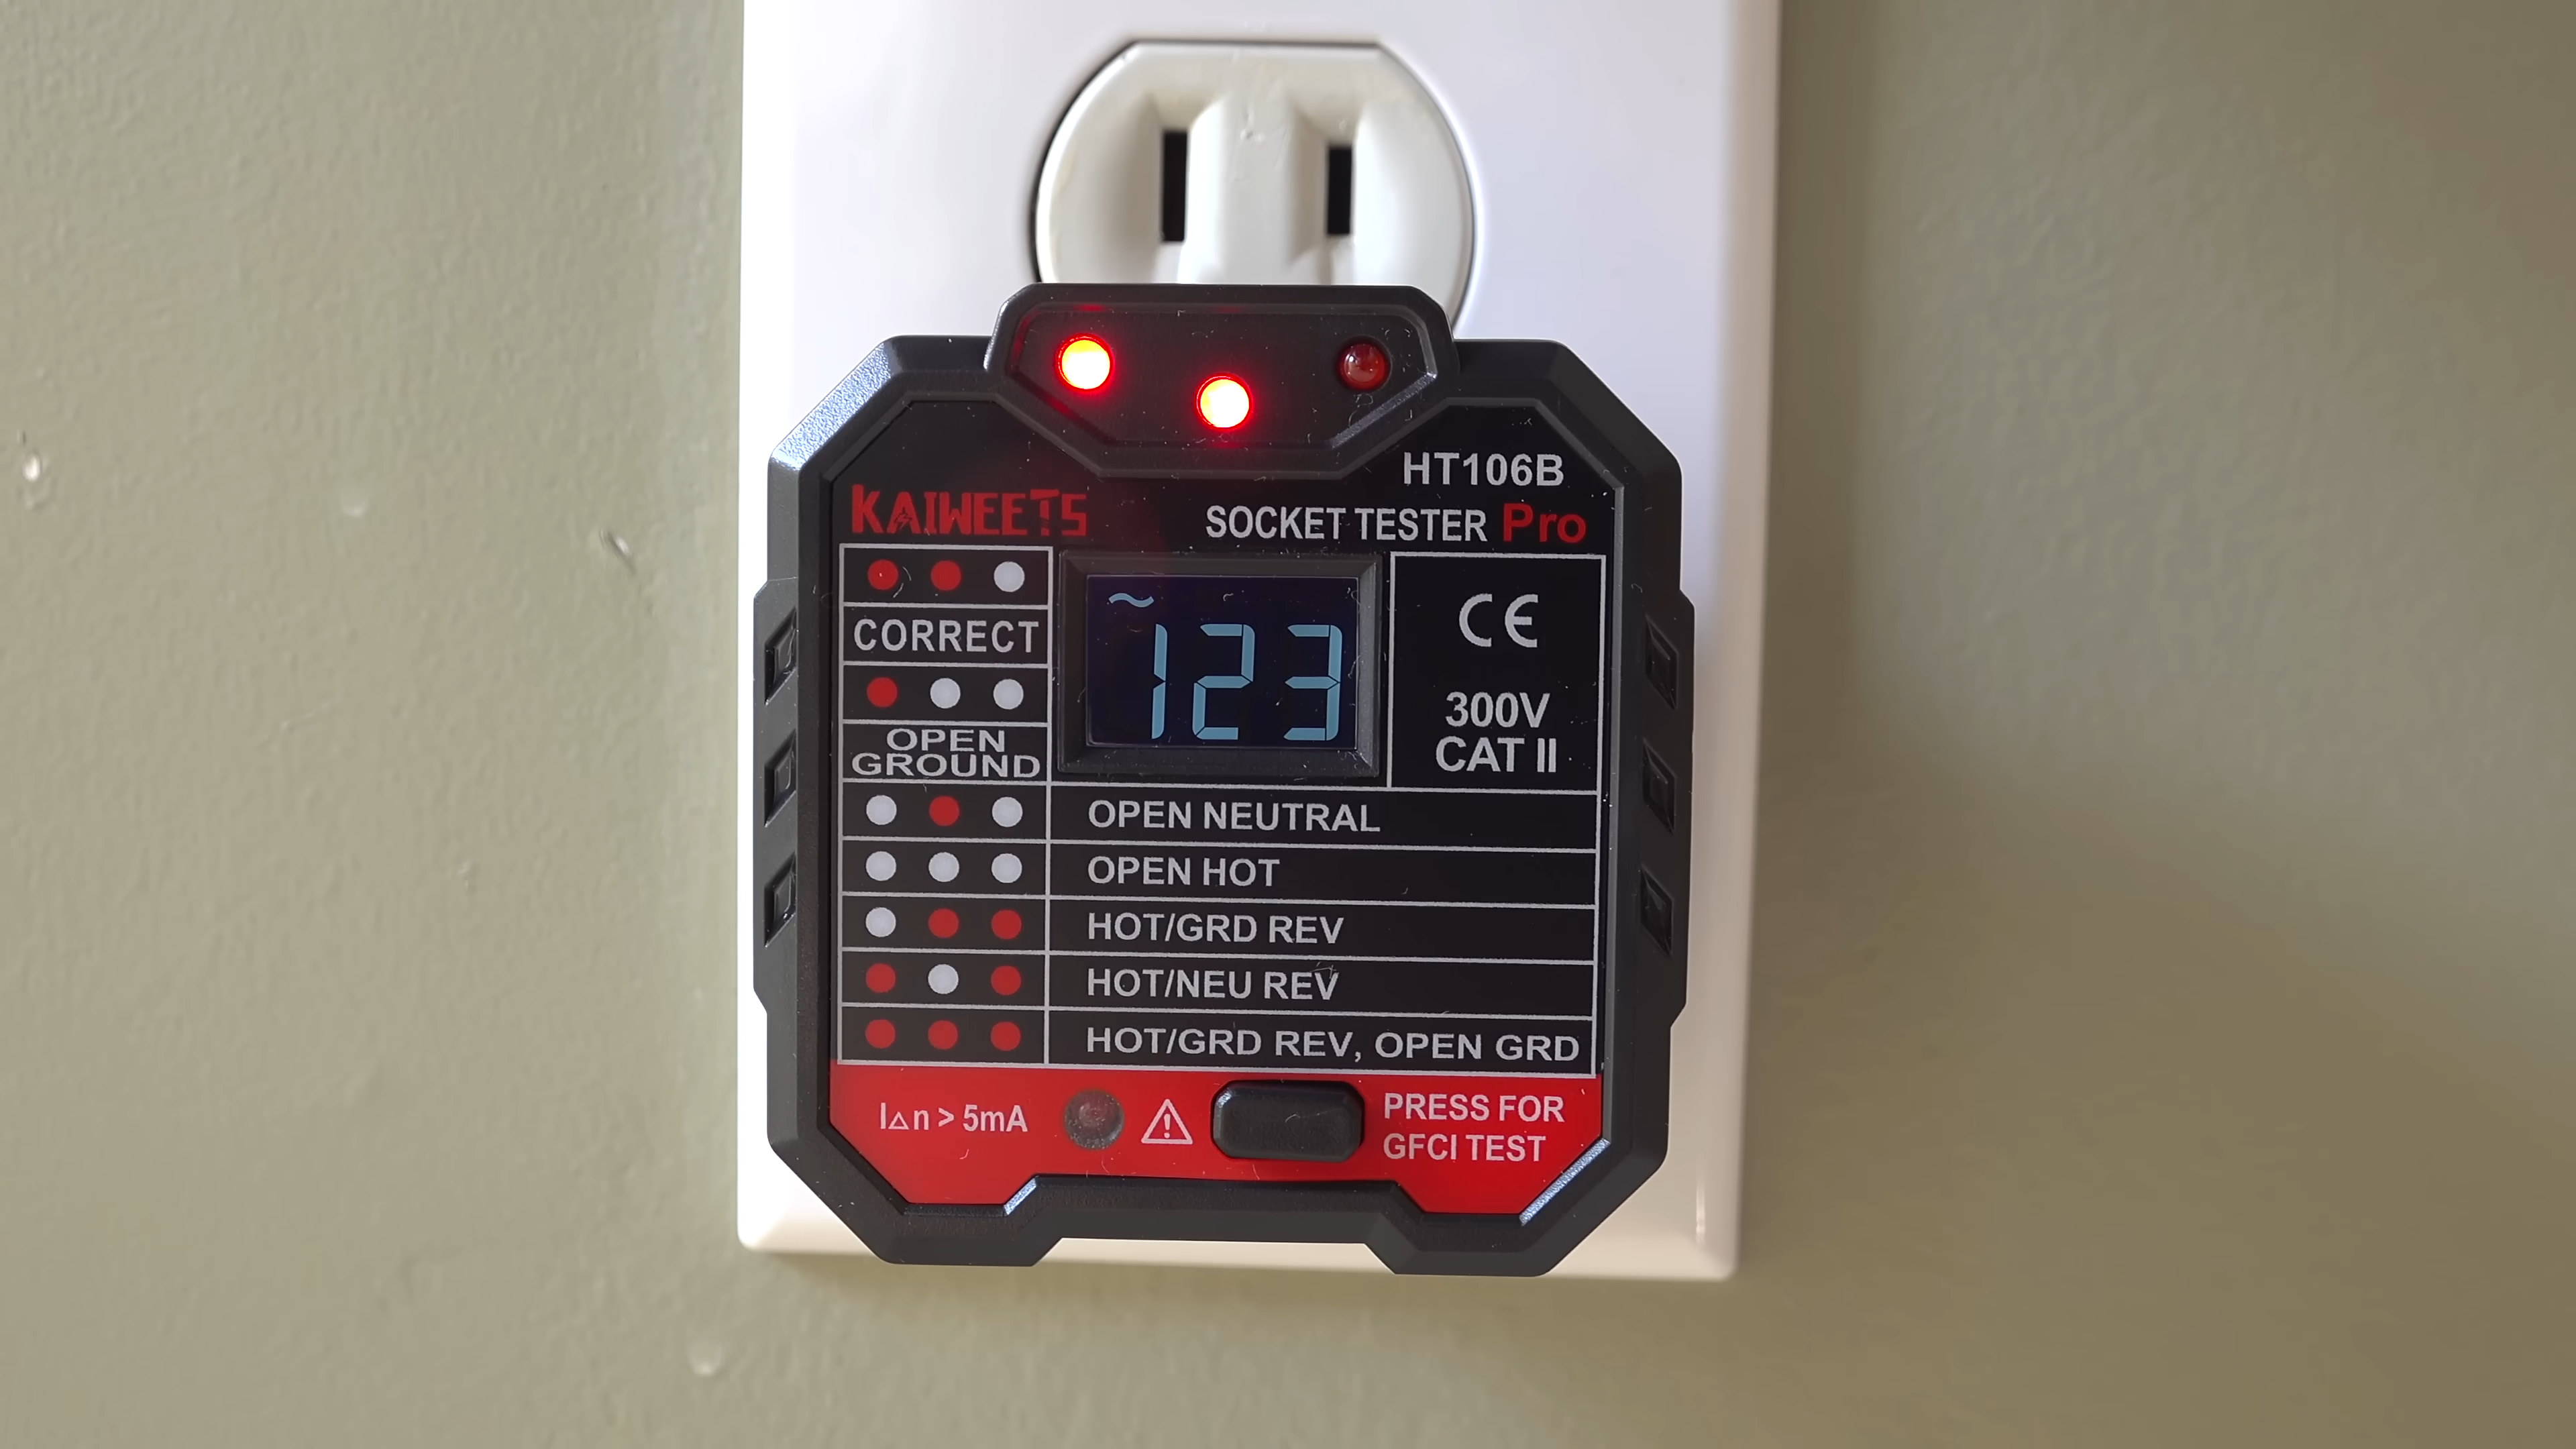 HT106B
KAIWEETS
SOCKET TESTER Pro
CORRECT
~
123
CE
300V
CAT II
OPEN
GROUND
OPEN NEUTRAL
OPEN HOT
HOT/GRD REV
HOT/NEU REV
HOT/GRD REV, OPEN GRD
I△n > 5mA
PRESS FOR
GFCI TEST